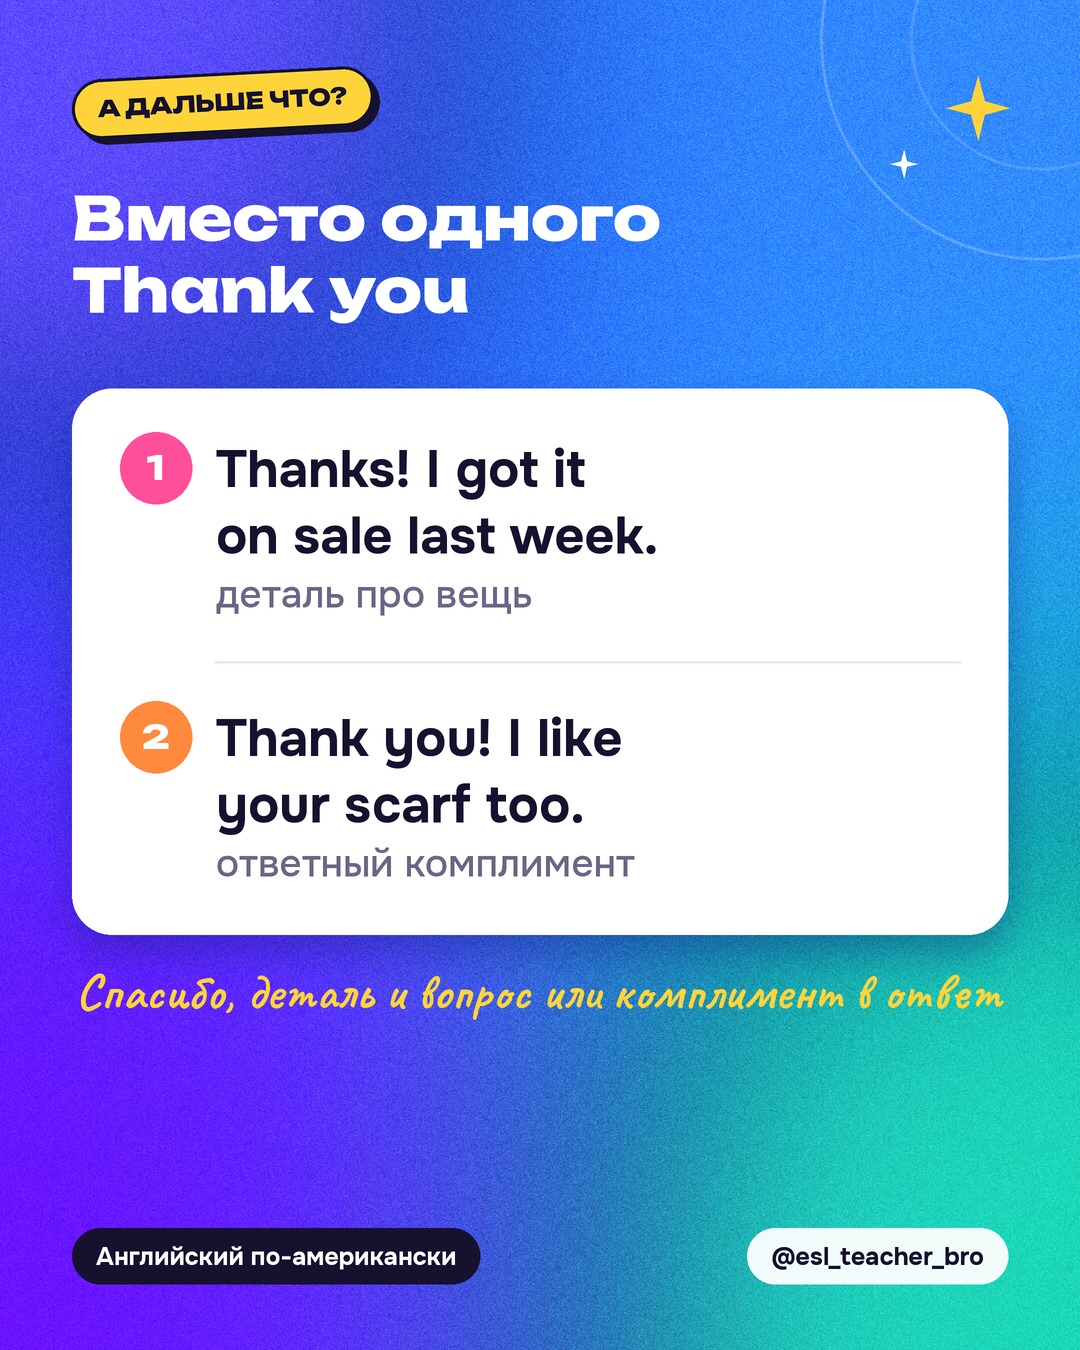 А ДАЛЬШЕ ЧТО?
Вместо одного
Thank you
1
Thanks! I got it
on sale last week.
деталь про вещь
2
Thank you! I like
your scarf too.
ответный комплимент
Спасибо, деталь и вопрос или комплимент в ответ
Английский по-американски
@esl_teacher_bro